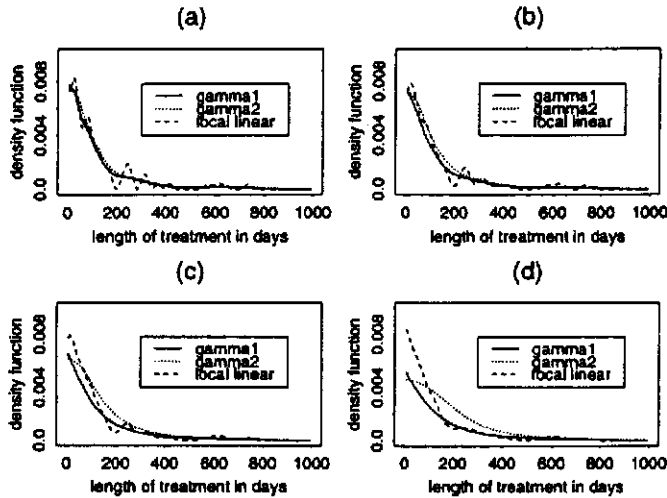 (a)
density function
0.0 0.004 0.008
gamma1
gamma2
local linear
0 200 400 600 800 1000
length of treatment in days
(b)
density function
0.0 0.004 0.008
gamma1
gamma2
local linear
0 200 400 600 800 1000
length of treatment in days
(c)
density function
0.0 0.004 0.008
gamma1
gamma2
local linear
0 200 400 600 800 1000
length of treatment in days
(d)
density function
0.0 0.004 0.008
gamma1
gamma2
local linear
0 200 400 600 800 1000
length of treatment in days